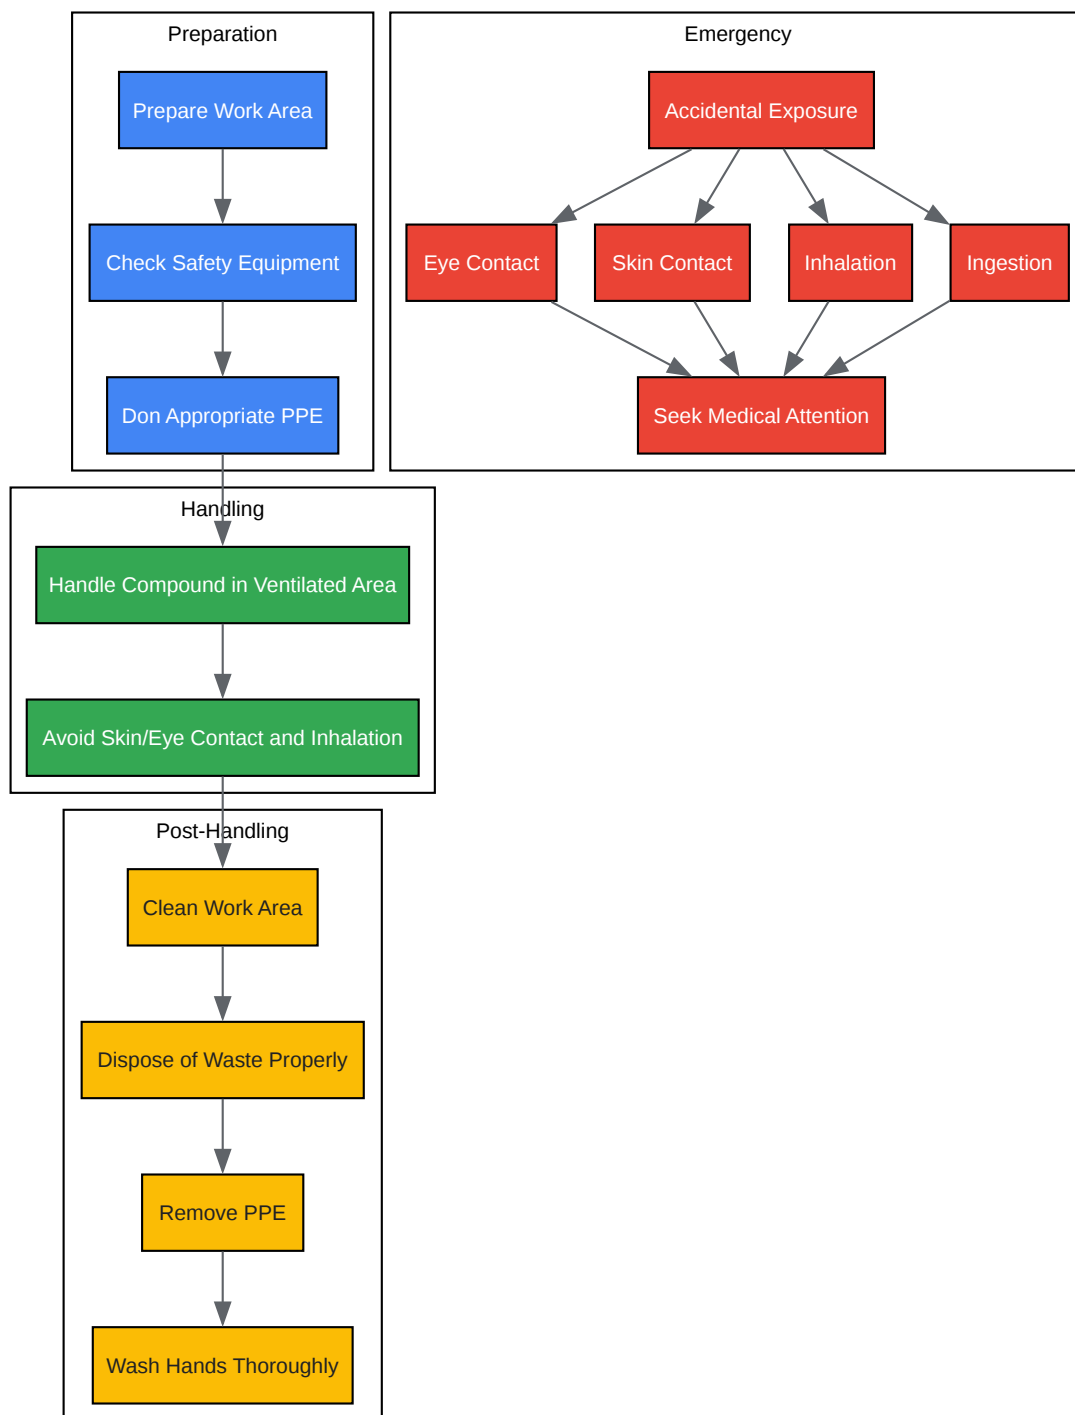 Preparation
Prepare Work Area
Check Safety Equipment
Don Appropriate PPE
Emergency
Accidental Exposure
Eye Contact
Skin Contact
Inhalation
Ingestion
Seek Medical Attention
Handling
Handle Compound in Ventilated Area
Avoid Skin/Eye Contact and Inhalation
Post-Handling
Clean Work Area
Dispose of Waste Properly
Remove PPE
Wash Hands Thoroughly